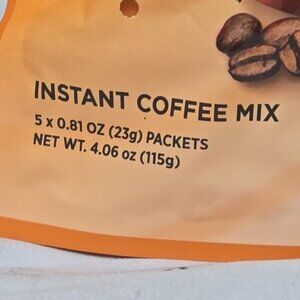 INSTANT COFFEE MIX
5 x 0.81 OZ (23g) PACKETS
NET WT. 4.06 oz (115g)